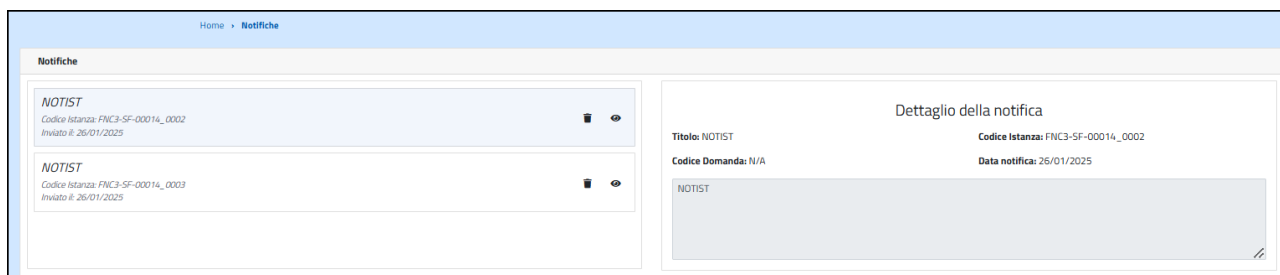 Home › Notifiche
Notifiche
NOTIST
Codice Istanza: FNC3-SF-00014_0002
Inviato il: 26/01/2025
NOTIST
Codice Istanza: FNC3-SF-00014_0003
Inviato il: 26/01/2025
Dettaglio della notifica
Titolo: NOTIST
Codice Istanza: FNC3-SF-00014_0002
Codice Domanda: N/A
Data notifica: 26/01/2025
NOTIST